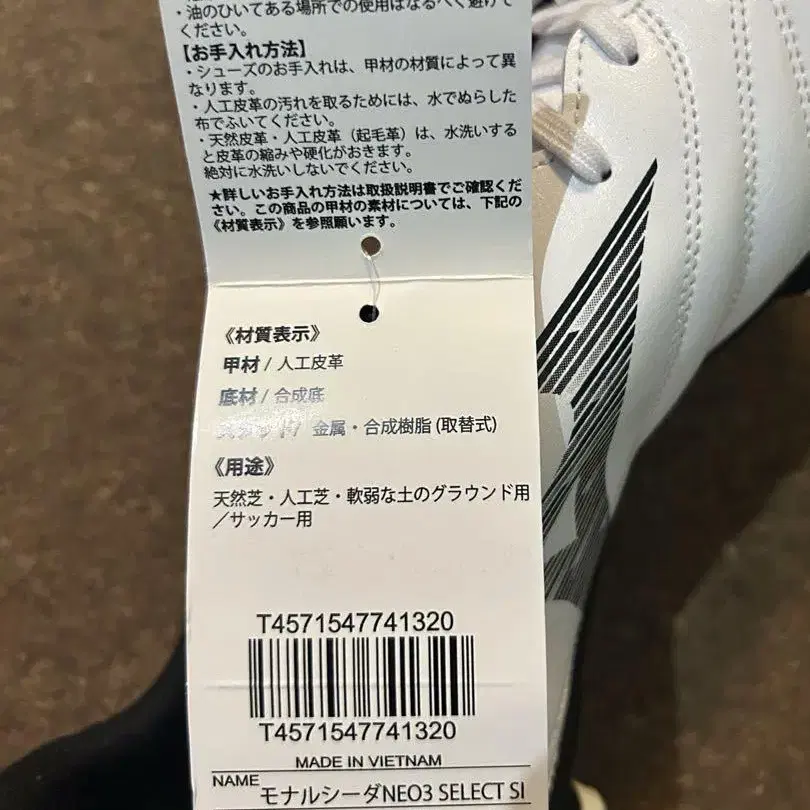 ・油のひいてある場所での使用はなるべく避けて
ください。
【お手入れ方法】
・シューズのお手入れは、甲材の材質によって異
なります。
・人工皮革の汚れを取るためには、水でぬらした
布でふいてください。
・天然皮革・人工皮革（起毛革）は、水洗いする
と皮革の縮みや硬化がおきます。
絶対に水洗いしないでください。
★詳しいお手入れ方法は取扱説明書でご確認くだ
さい。この商品の甲材の素材については、下記の
《材質表示》を参照願います。
《材質表示》
甲材 / 人工皮革
底材 / 合成底
スタッド / 金属・合成樹脂 (取替式)
《用途》
天然芝・人工芝・軟弱な土のグラウンド用
／サッカー用
T4571547741320
T4571547741320
MADE IN VIETNAM
NAME モナルシーダNEO3 SELECT SI